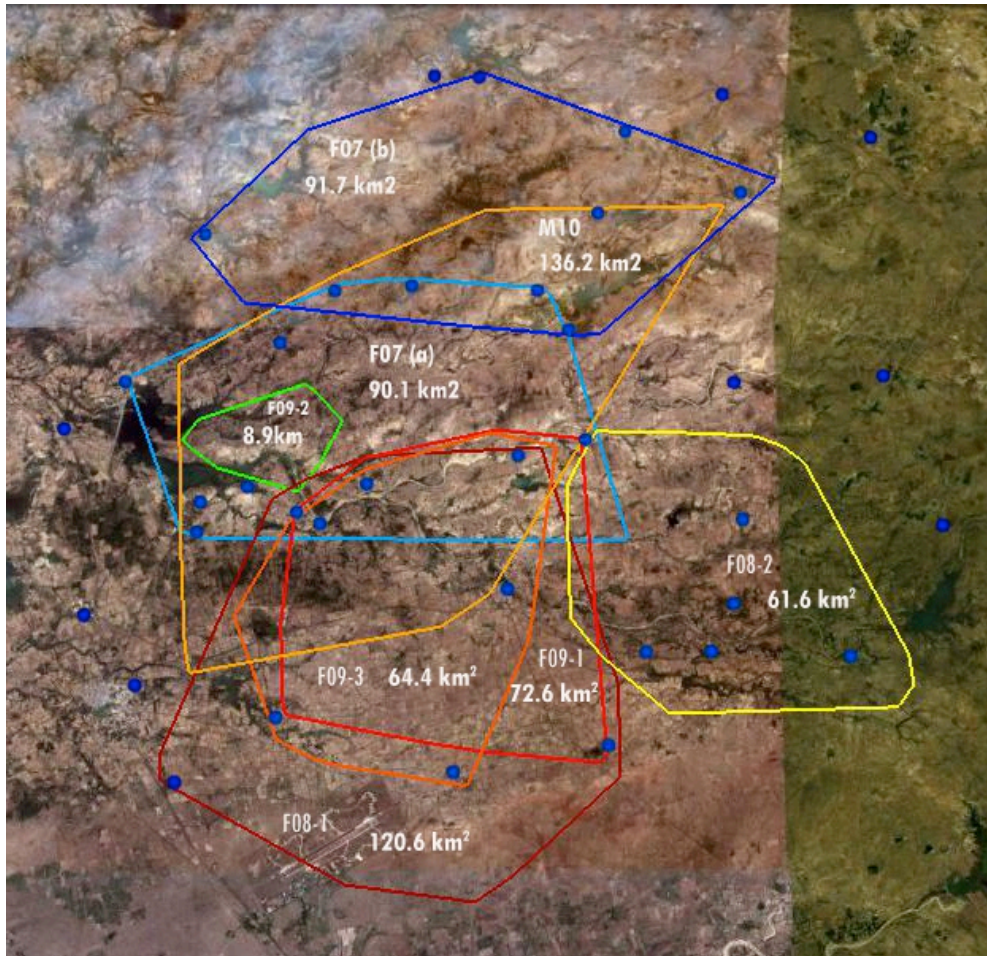 F07 (b)
91.7 km2
M10
136.2 km2
F07 (a)
90.1 km2
F09-2
8.9km
F08-2
61.6 km²
F09-1
72.6 km²
F09-3 64.4 km²
F08-1
120.6 km²